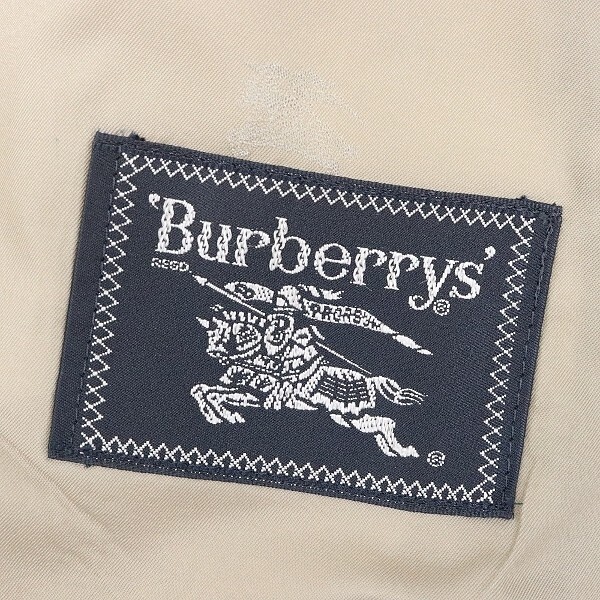 'Burberrys'
REGD.
®
PRORSUM
®